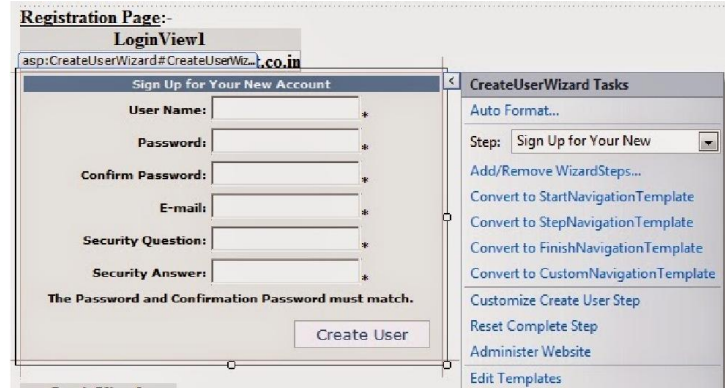 Registration Page:-
LoginView1
asp:CreateUserWizard#CreateUserWiz...
t.co.in
Sign Up for Your New Account
User Name: *
Password: *
Confirm Password: *
E-mail: *
Security Question: *
Security Answer: *
The Password and Confirmation Password must match.
Create User
<
CreateUserWizard Tasks
Auto Format...
Step: Sign Up for Your New
Add/Remove WizardSteps...
Convert to StartNavigationTemplate
Convert to StepNavigationTemplate
Convert to FinishNavigationTemplate
Convert to CustomNavigationTemplate
Customize Create User Step
Reset Complete Step
Administer Website
Edit Templates